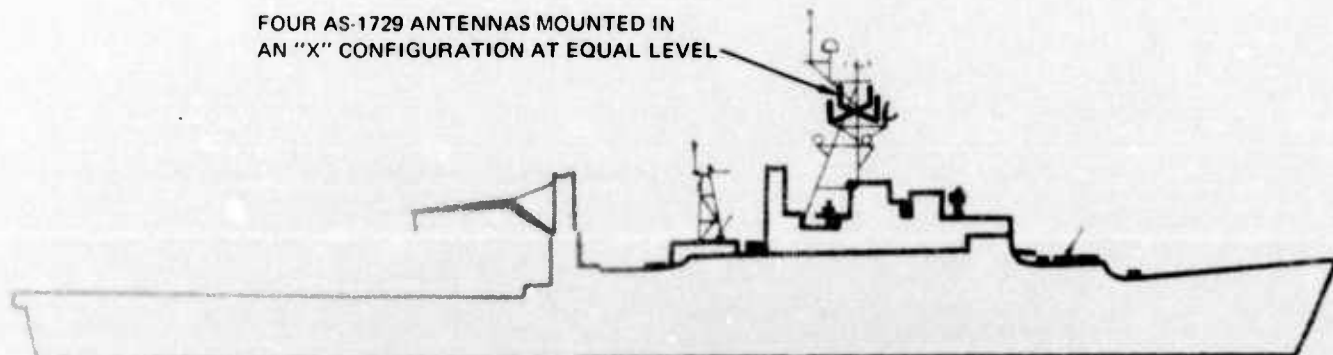 FOUR AS-1729 ANTENNAS MOUNTED IN
AN "X" CONFIGURATION AT EQUAL LEVEL